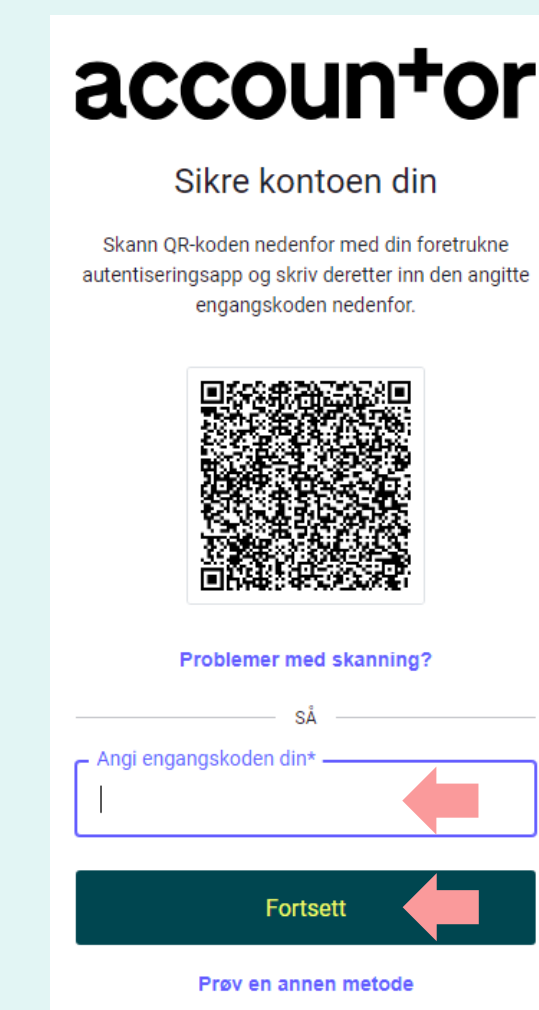 accountor
Sikre kontoen din
Skann QR-koden nedenfor med din foretrukne
autentiseringsapp og skriv deretter inn den angitte
engangskoden nedenfor.
Problemer med skanning?
SÅ
Angi engangskoden din*
Fortsett
Prøv en annen metode